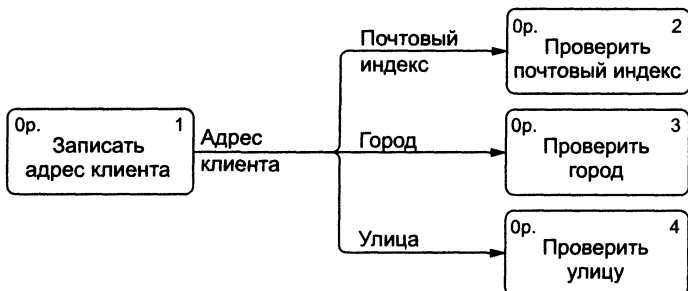 0р. 1
Записать
адрес клиента
Адрес
клиента
Почтовый
индекс
0р. 2
Проверить
почтовый индекс
Город
0р. 3
Проверить
город
Улица
0р. 4
Проверить
улицу